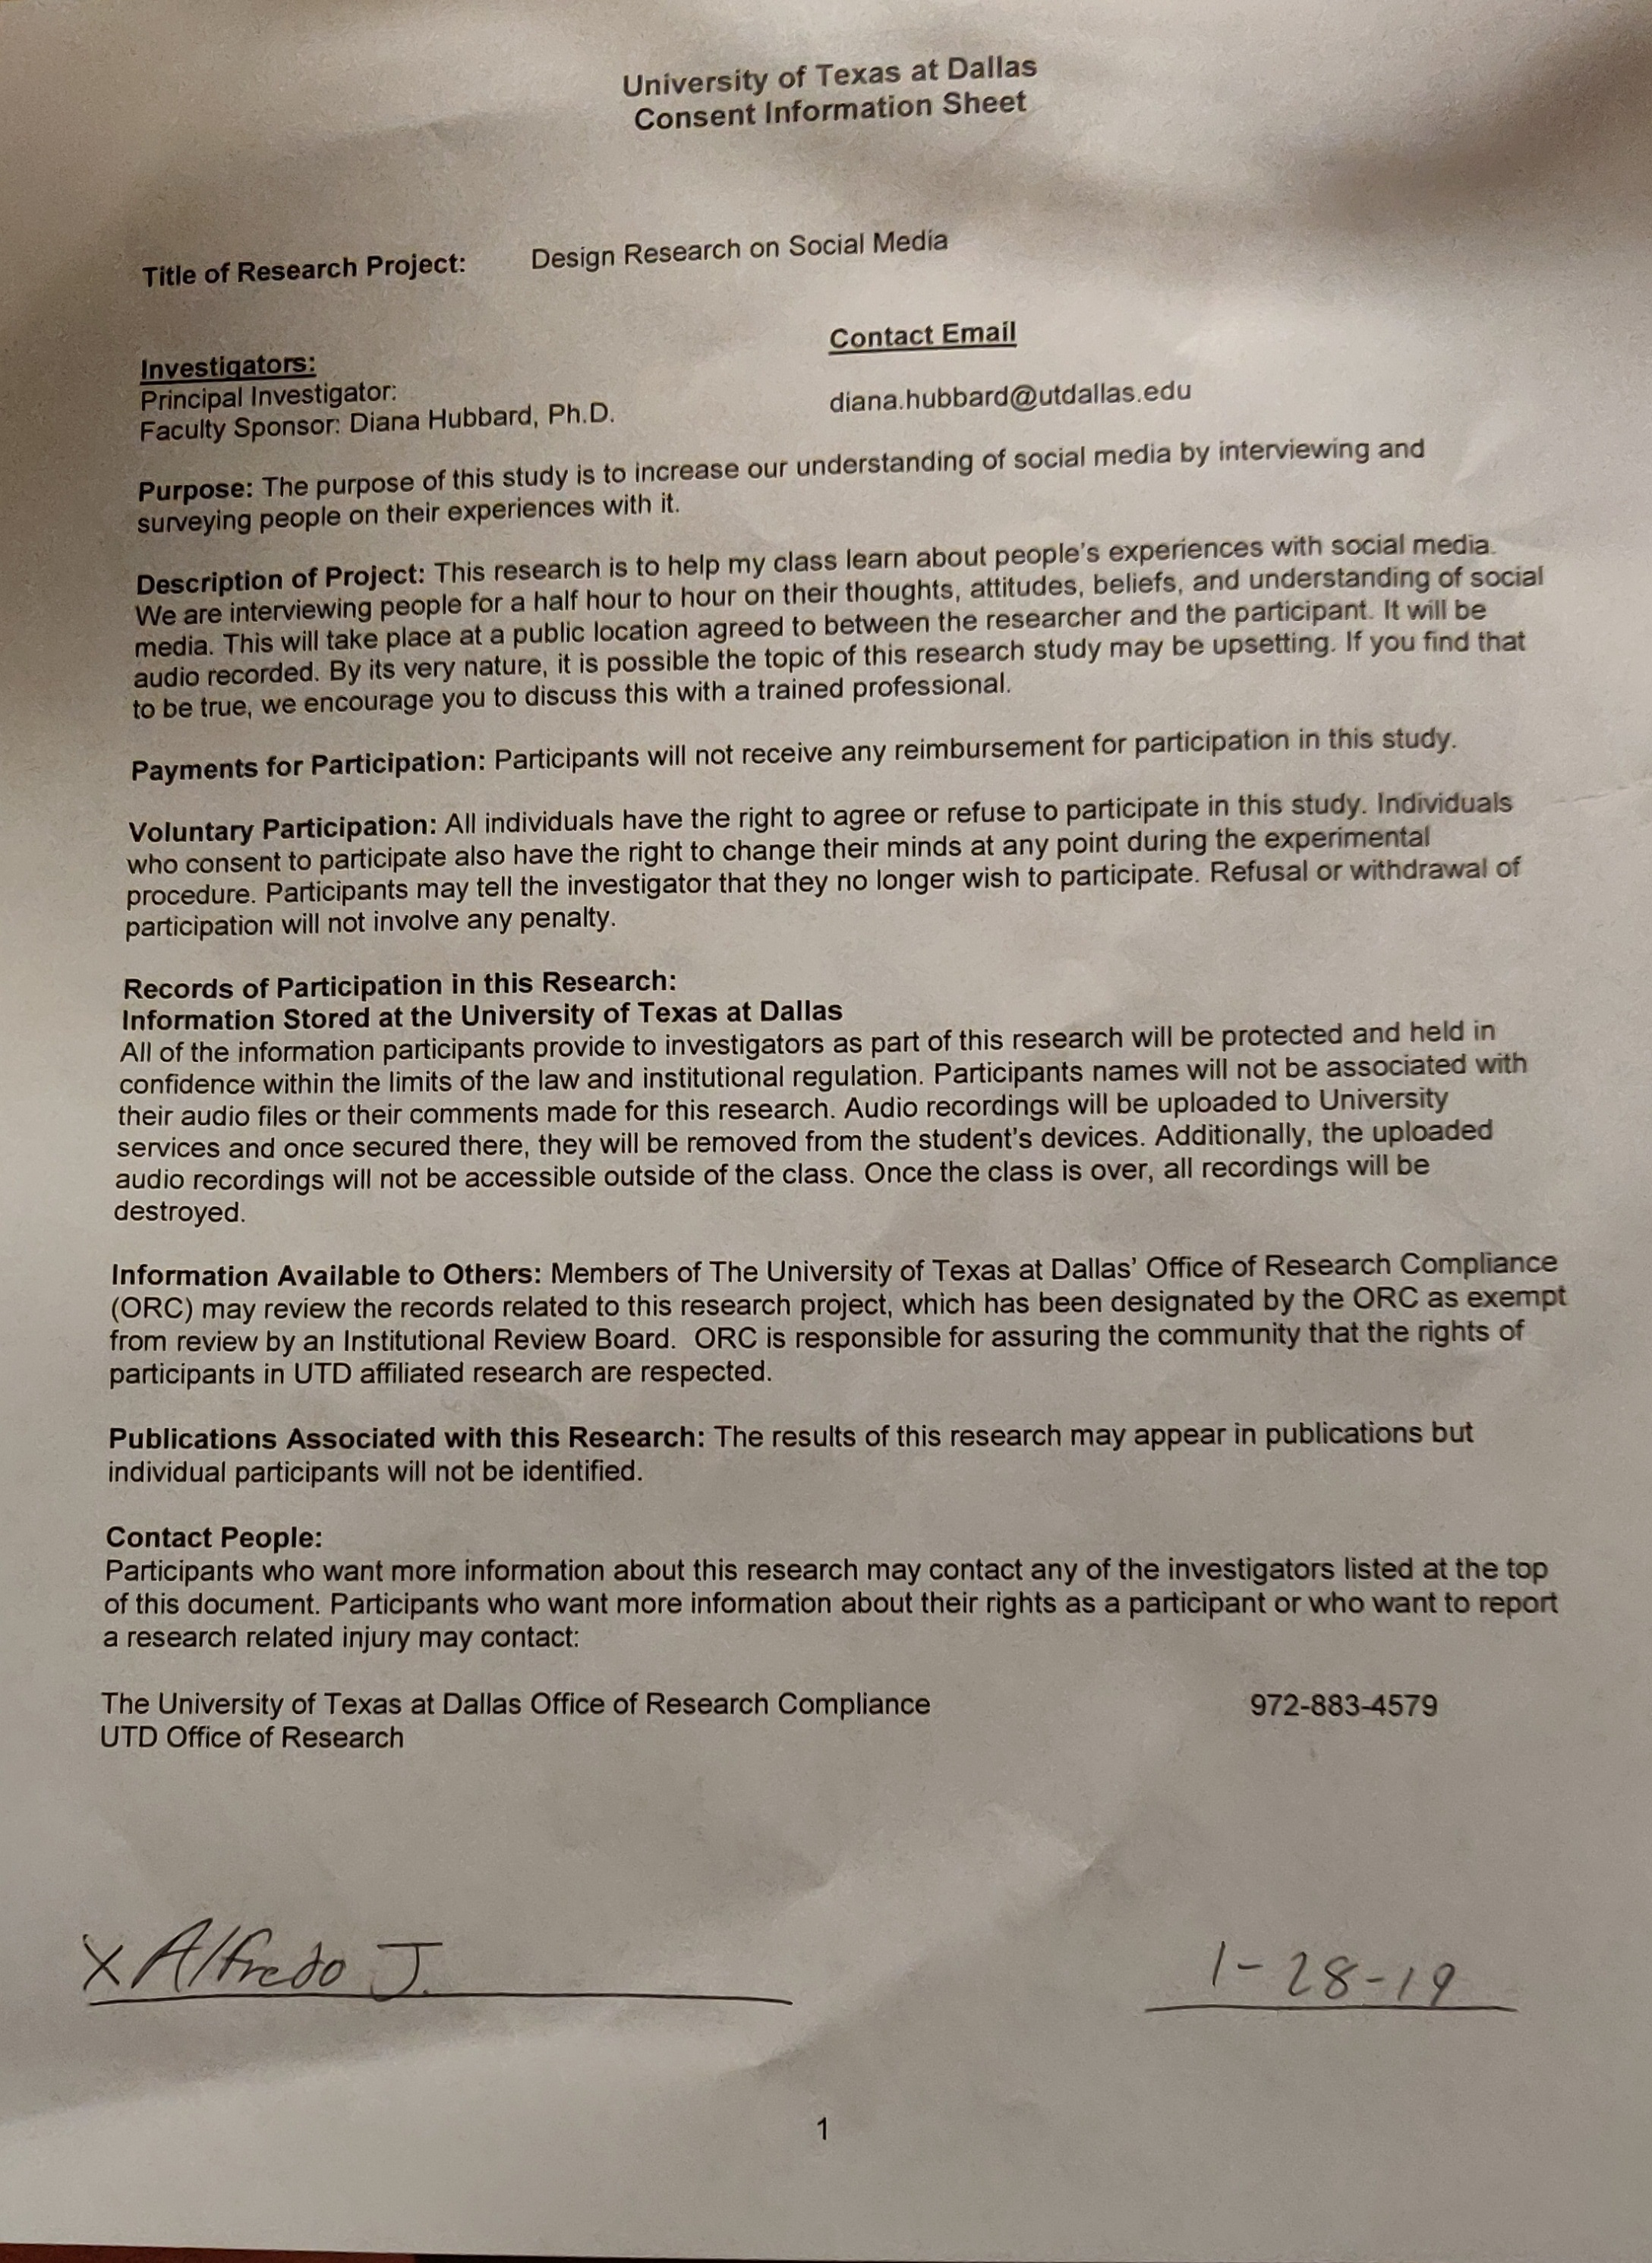 University of Texas at Dallas
Consent Information Sheet
Title of Research Project: Design Research on Social Media
Contact Email
Investigators:
Principal Investigator:
Faculty Sponsor: Diana Hubbard, Ph.D. diana.hubbard@utdallas.edu
Purpose: The purpose of this study is to increase our understanding of social media by interviewing and
surveying people on their experiences with it.
Description of Project: This research is to help my class learn about people's experiences with social media.
We are interviewing people for a half hour to hour on their thoughts, attitudes, beliefs, and understanding of social
media. This will take place at a public location agreed to between the researcher and the participant. It will be
audio recorded. By its very nature, it is possible the topic of this research study may be upsetting. If you find that
to be true, we encourage you to discuss this with a trained professional.
Payments for Participation: Participants will not receive any reimbursement for participation in this study.
Voluntary Participation: All individuals have the right to agree or refuse to participate in this study. Individuals
who consent to participate also have the right to change their minds at any point during the experimental
procedure. Participants may tell the investigator that they no longer wish to participate. Refusal or withdrawal of
participation will not involve any penalty.
Records of Participation in this Research:
Information Stored at the University of Texas at Dallas
All of the information participants provide to investigators as part of this research will be protected and held in
confidence within the limits of the law and institutional regulation. Participants names will not be associated with
their audio files or their comments made for this research. Audio recordings will be uploaded to University
services and once secured there, they will be removed from the student's devices. Additionally, the uploaded
audio recordings will not be accessible outside of the class. Once the class is over, all recordings will be
destroyed.
Information Available to Others: Members of The University of Texas at Dallas' Office of Research Compliance
(ORC) may review the records related to this research project, which has been designated by the ORC as exempt
from review by an Institutional Review Board. ORC is responsible for assuring the community that the rights of
participants in UTD affiliated research are respected.
Publications Associated with this Research: The results of this research may appear in publications but
individual participants will not be identified.
Contact People:
Participants who want more information about this research may contact any of the investigators listed at the top
of this document. Participants who want more information about their rights as a participant or who want to report
a research related injury may contact:
The University of Texas at Dallas Office of Research Compliance 972-883-4579
UTD Office of Research
X Alfredo J. 1-28-19
1